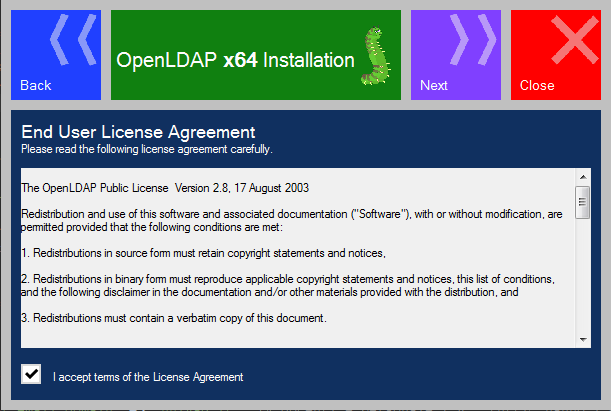 Back
OpenLDAP x64 Installation
Next
Close
End User License Agreement
Please read the following license agreement carefully.
The OpenLDAP Public License  Version 2.8, 17 August 2003
Redistribution and use of this software and associated documentation ("Software"), with or without modification, are
permitted provided that the following conditions are met:
1. Redistributions in source form must retain copyright statements and notices,
2. Redistributions in binary form must reproduce applicable copyright statements and notices, this list of conditions,
and the following disclaimer in the documentation and/or other materials provided with the distribution, and
3. Redistributions must contain a verbatim copy of this document.
I accept terms of the License Agreement